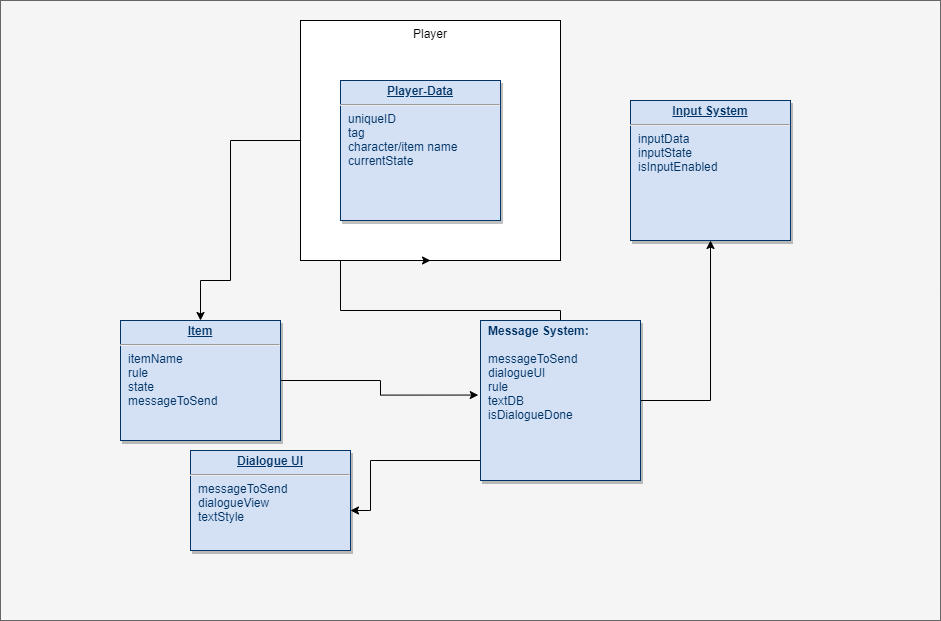 Player
Player-Data
uniqueID
tag
character/item name
currentState
Input System
inputData
inputState
isInputEnabled
Item
itemName
rule
state
messageToSend
Message System:
messageToSend
dialogueUI
rule
textDB
isDialogueDone
Dialogue UI
messageToSend
dialogueView
textStyle